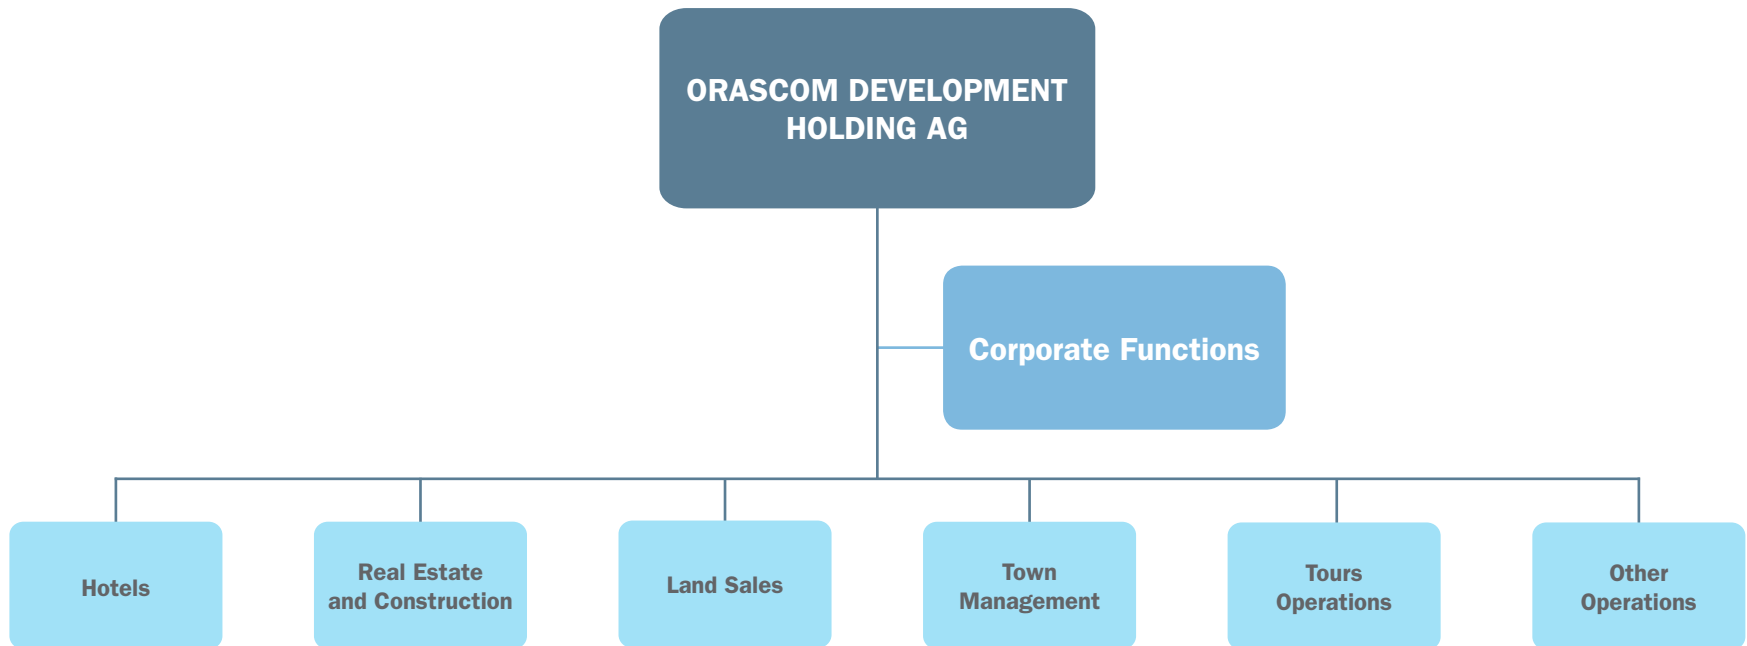 ORASCOM DEVELOPMENT
HOLDING AG
Corporate Functions
Hotels
Real Estate
and Construction
Land Sales
Town
Management
Tours
Operations
Other
Operations